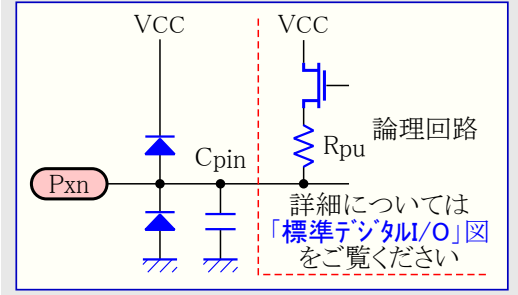 VCC
VCC
Cpin
Rpu
論理回路
Pxn
詳細については
「標準ﾃﾞｼﾞﾀﾙI/O」図
をご覧ください